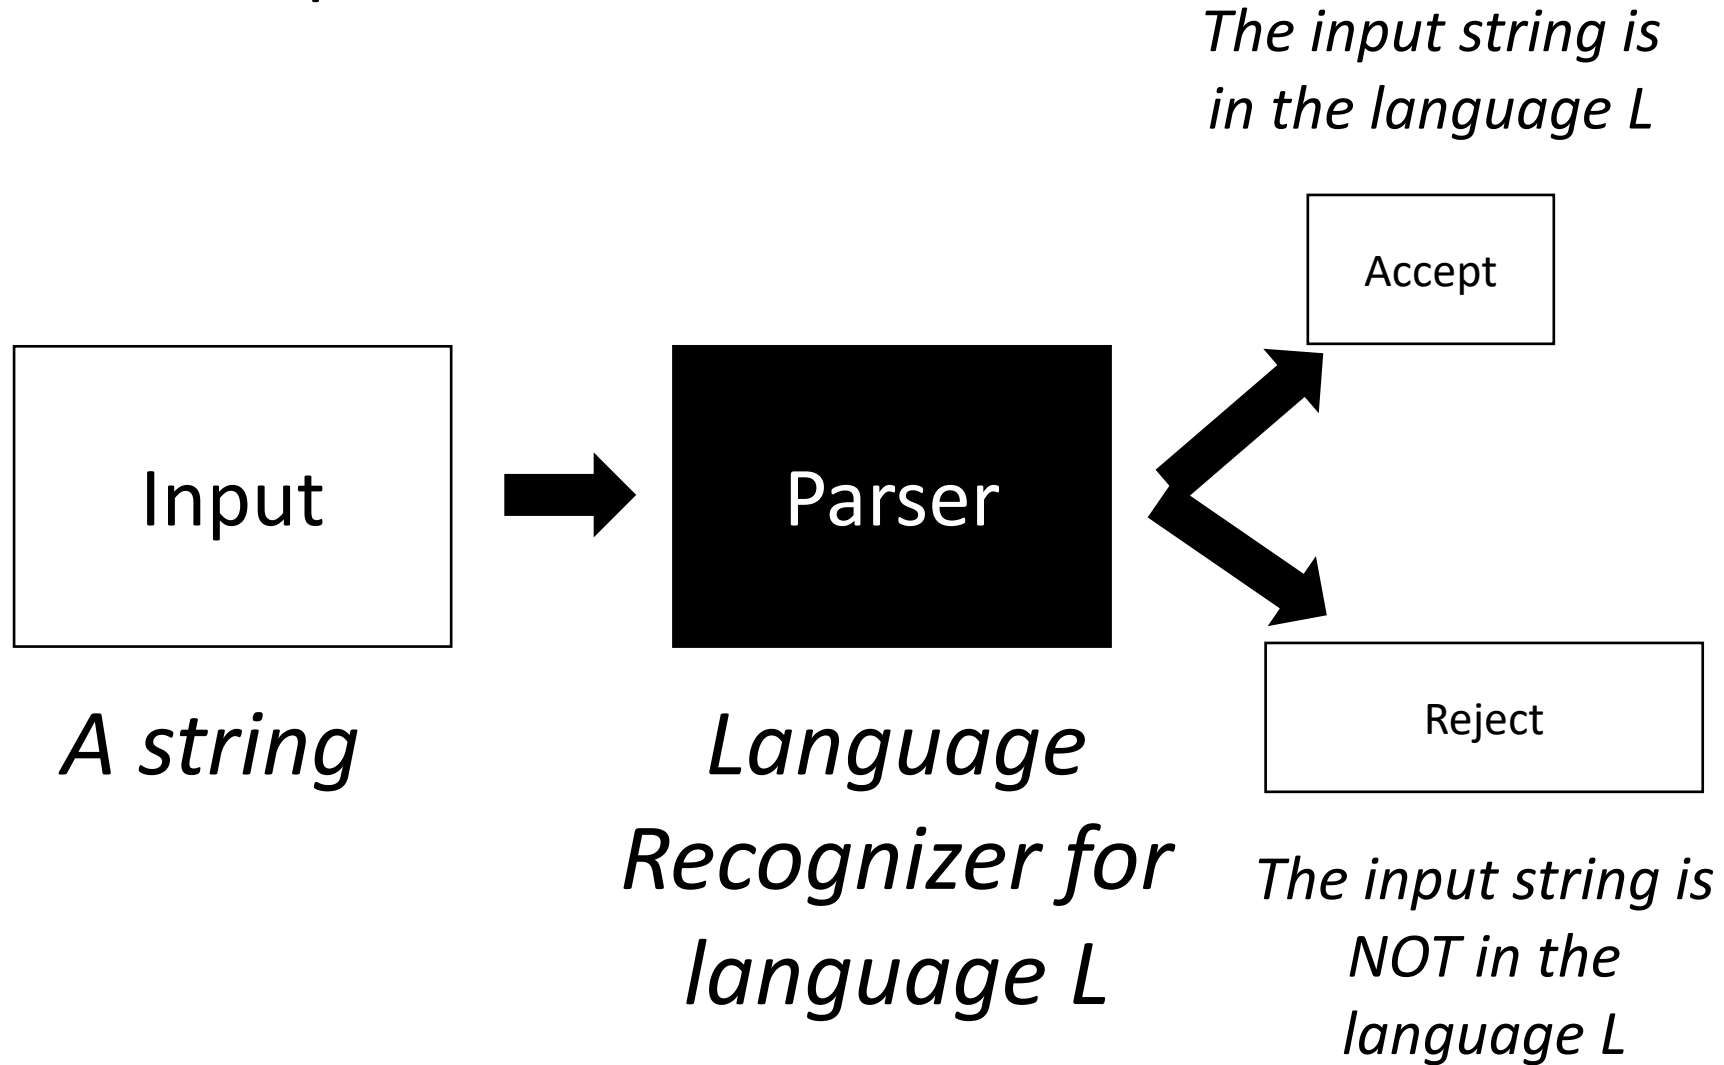 The input string is
in the language L
Accept
Input
Parser
Reject
A string
Language
Recognizer for
language L
The input string is
NOT in the
language L